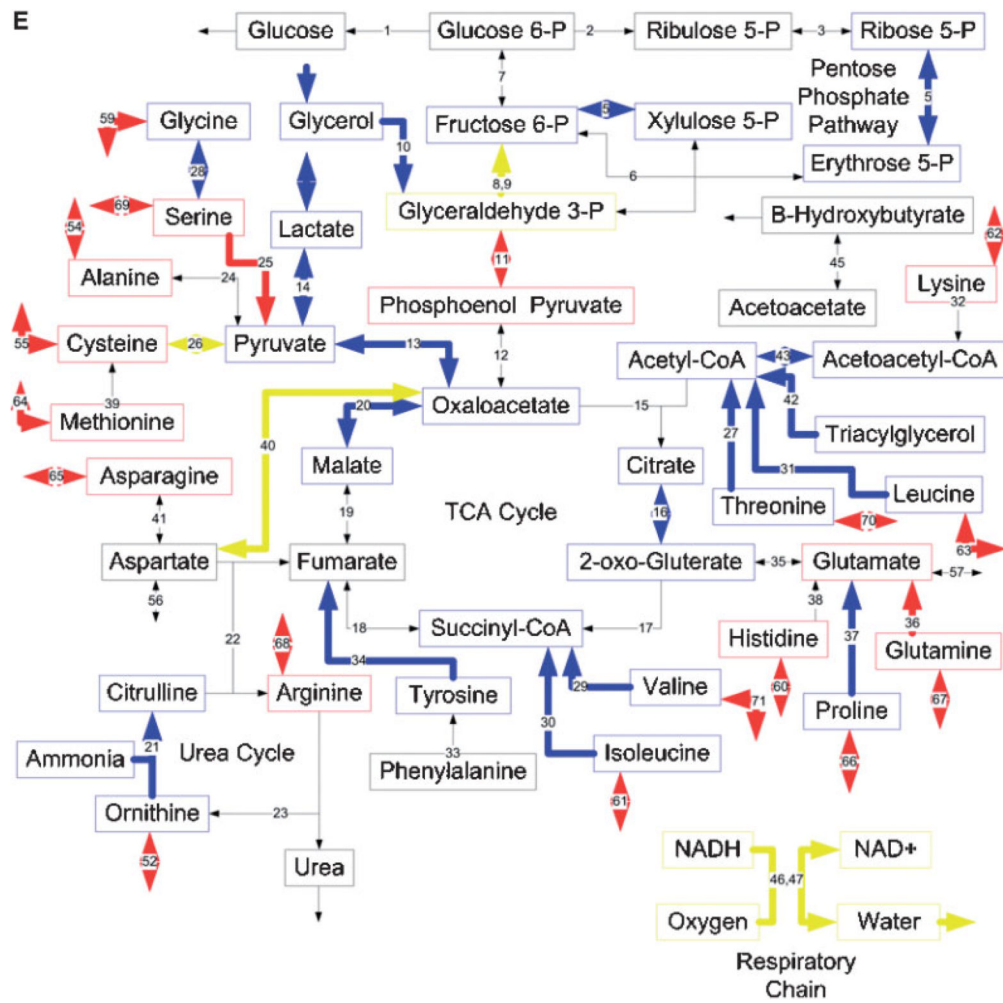 E
Glucose
1
Glucose 6-P
2
Ribulose 5-P
3
Ribose 5-P
7
Pentose
Phosphate
Pathway
5
59
Glycine
Glycerol
10
Fructose 6-P
5
Xylulose 5-P
28
8,9
6
Erythrose 5-P
69
Serine
Lactate
Glyceraldehyde 3-P
B-Hydroxybutyrate
62
54
25
11
45
Lysine
Alanine
24
14
Phosphoenol Pyruvate
Acetoacetate
32
55
Cysteine
26
Pyruvate
13
12
Acetyl-CoA
43
Acetoacetyl-CoA
64
39
20
Oxaloacetate
15
42
Methionine
40
27
Triacylglycerol
65
Asparagine
Malate
Citrate
31
Leucine
41
19
TCA Cycle
16
Threonine
70
63
Aspartate
Fumarate
2-oxo-Gluterate
35
Glutamate
57
56
38
22
18
Succinyl-CoA
17
36
68
34
Histidine
37
Glutamine
Citrulline
Arginine
Tyrosine
29
Valine
71
60
67
Proline
21
30
Ammonia
Urea Cycle
33
Isoleucine
66
Phenylalanine
61
Ornithine
23
52
Urea
NADH
NAD+
46,47
Oxygen
Water
Respiratory
Chain